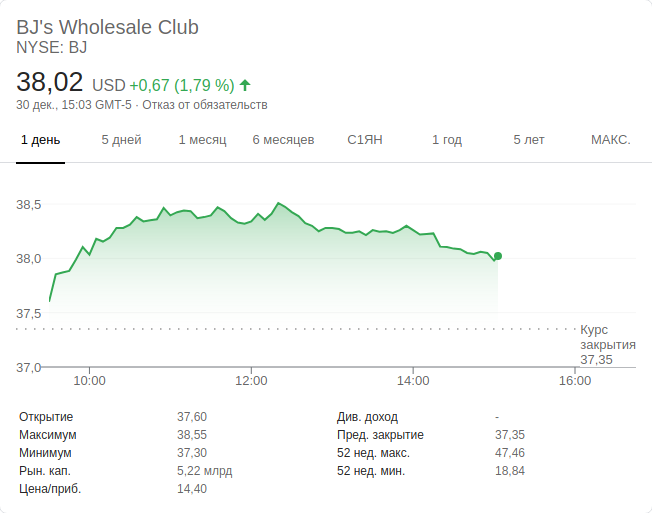 BJ's Wholesale Club
NYSE: BJ
38,02 USD +0,67 (1,79 %)
30 дек., 15:03 GMT-5 · Отказ от обязательств
1 день 5 дней 1 месяц 6 месяцев С1ЯН 1 год 5 лет МАКС.
38,5
38,0
37,5
37,0
Курс
закрытия
37,35
10:00 12:00 14:00 16:00
Открытие 37,60 Див. доход -
Максимум 38,55 Пред. закрытие 37,35
Минимум 37,30 52 нед. макс. 47,46
Рын. кап. 5,22 млрд 52 нед. мин. 18,84
Цена/приб. 14,40